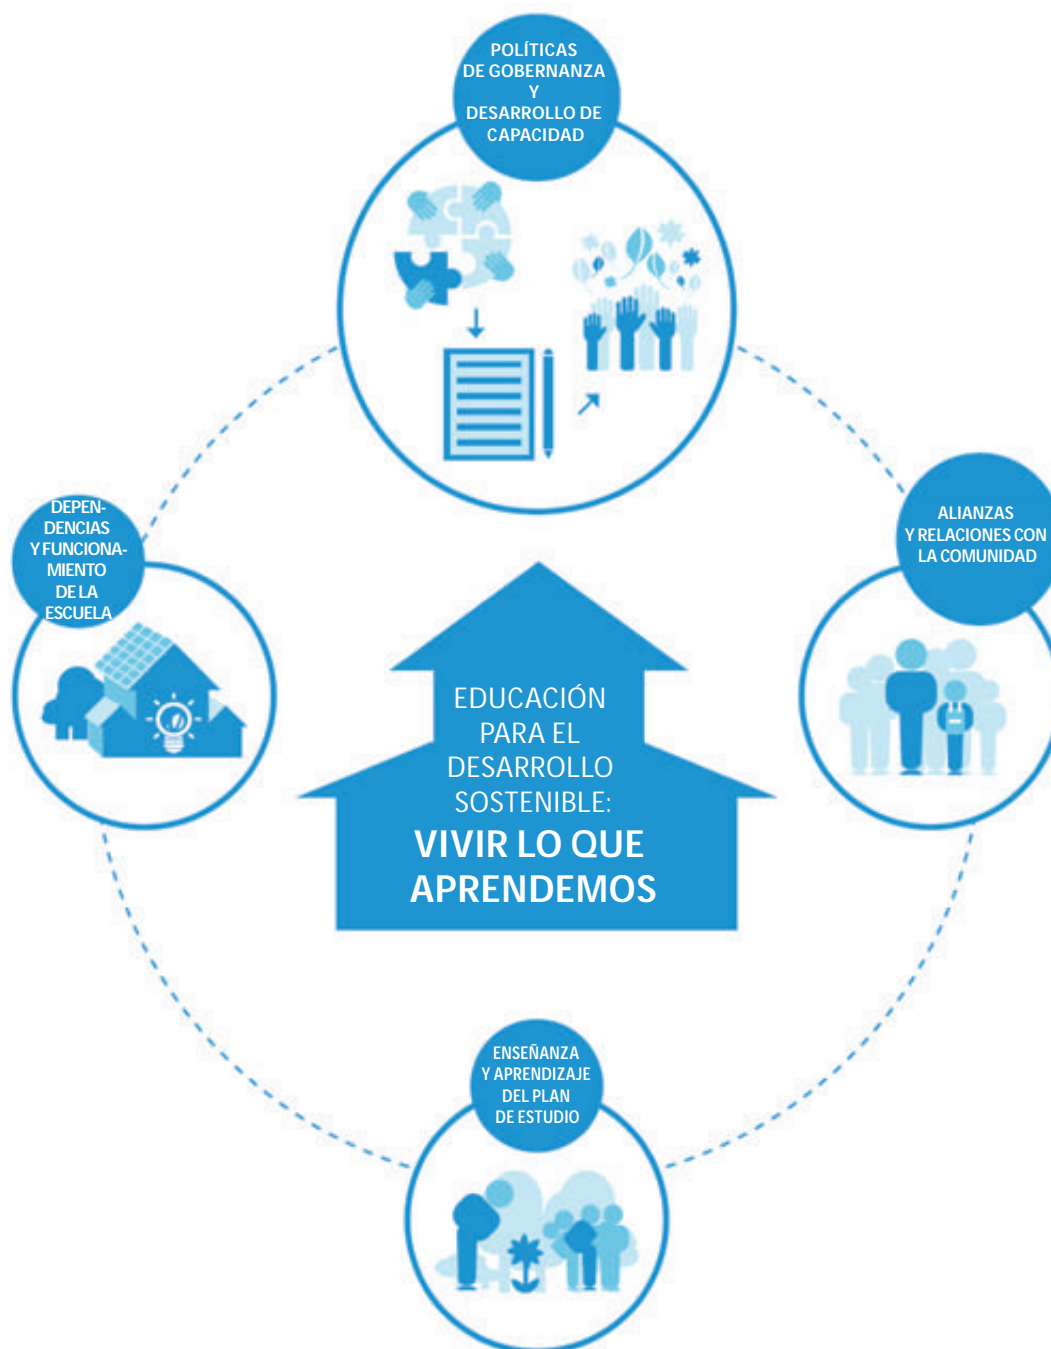 POLÍTICAS
DE GOBERNANZA
Y
DESARROLLO DE
CAPACIDAD
DEPEN-
DENCIAS
Y FUNCIONA-
MIENTO
DE LA
ESCUELA
ALIANZAS
Y RELACIONES CON
LA COMUNIDAD
EDUCACIÓN
PARA EL
DESARROLLO
SOSTENIBLE:
VIVIR LO QUE
APRENDEMOS
ENSEÑANZA
Y APRENDIZAJE
DEL PLAN
DE ESTUDIO